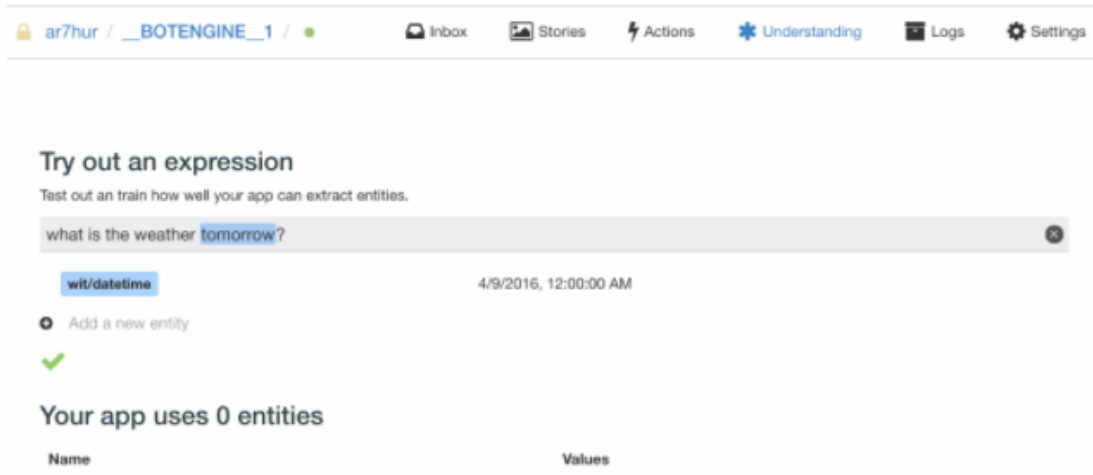 ar7hur / __BOTENGINE__1 / Inbox Stories Actions Understanding Logs Settings
Try out an expression
Test out an train how well your app can extract entities.
what is the weather tomorrow?
wit/datetime 4/9/2016, 12:00:00 AM
Add a new entity
Your app uses 0 entities
Name Values